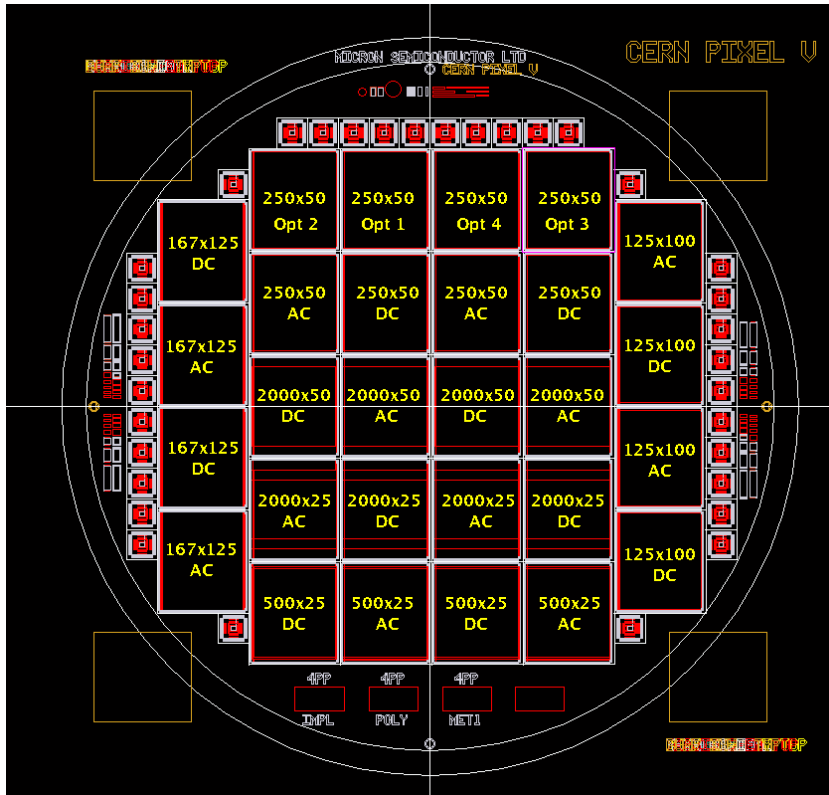 MICRON SEMICONDUCTOR LTD
CERN PIXEL V
CERN PIXEL V
250x50
Opt 2
250x50
Opt 1
250x50
Opt 4
250x50
Opt 3
167x125
DC
125x100
AC
250x50
AC
250x50
DC
250x50
AC
250x50
DC
167x125
AC
125x100
DC
2000x50
DC
2000x50
AC
2000x50
DC
2000x50
AC
167x125
DC
125x100
AC
2000x25
AC
2000x25
DC
2000x25
AC
2000x25
DC
167x125
AC
125x100
DC
500x25
DC
500x25
AC
500x25
DC
500x25
AC
4PP
4PP
4PP
IMPL
POLY
MET1